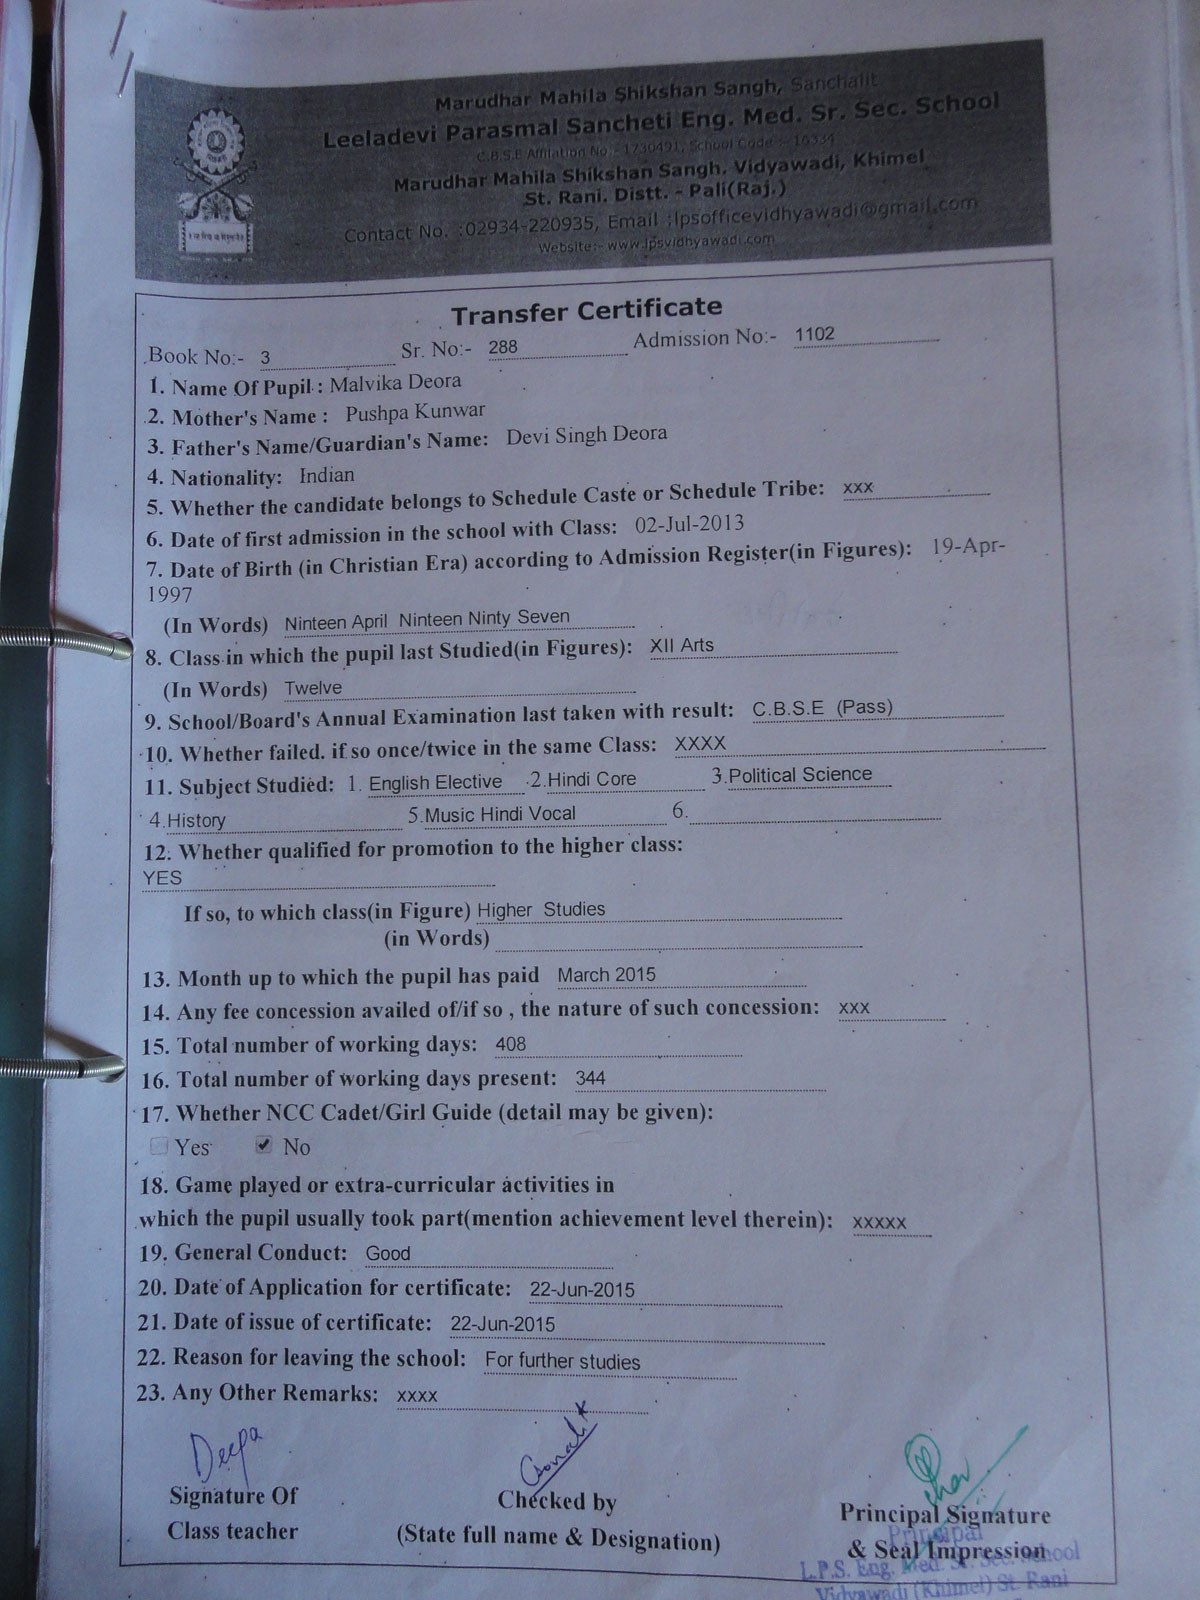 Marudhar Mahila Shikshan Sangh, Sanchalit
Leeladevi Parasmal Sancheti Eng. Med. Sr. Sec. School
C.B.S.E Affilation No.- 1730491, School Code :- 16334
Marudhar Mahila Shikshan Sangh, Vidyawadi, Khimel
St. Rani. Distt. - Pali(Raj.)
Contact No. :02934-220935, Email :lpsofficevidhyawadi@gmail.com
Website:- www.lpsvidhyawadi.com
Transfer Certificate
Book No:- 3 Sr. No:- 288 Admission No:- 1102
1. Name Of Pupil : Malvika Deora
2. Mother's Name : Pushpa Kunwar
3. Father's Name/Guardian's Name: Devi Singh Deora
4. Nationality: Indian
5. Whether the candidate belongs to Schedule Caste or Schedule Tribe: xxx
6. Date of first admission in the school with Class: 02-Jul-2013
7. Date of Birth (in Christian Era) according to Admission Register(in Figures): 19-Apr-
1997
(In Words) Ninteen April Ninteen Ninty Seven
8. Class in which the pupil last Studied(in Figures): XII Arts
(In Words) Twelve
9. School/Board's Annual Examination last taken with result: C.B.S.E (Pass)
10. Whether failed. if so once/twice in the same Class: XXXX
11. Subject Studied: 1. English Elective 2. Hindi Core 3. Political Science
4. History 5. Music Hindi Vocal 6.
12. Whether qualified for promotion to the higher class:
YES
If so, to which class(in Figure) Higher Studies
(in Words)
13. Month up to which the pupil has paid March 2015
14. Any fee concession availed of/if so , the nature of such concession: xxx
15. Total number of working days: 408
16. Total number of working days present: 344
17. Whether NCC Cadet/Girl Guide (detail may be given):
Yes No
18. Game played or extra-curricular activities in
which the pupil usually took part(mention achievement level therein): xxxxx
19. General Conduct: Good
20. Date of Application for certificate: 22-Jun-2015
21. Date of issue of certificate: 22-Jun-2015
22. Reason for leaving the school: For further studies
23. Any Other Remarks: xxxx
Deepa
Signature Of
Class teacher
Checked by
(State full name & Designation)
Principal Signature
& Seal Impression
Principal
L.P.S. Eng. Med. Sr. Sec. School
Vidyawadi (Khimel) St. Rani